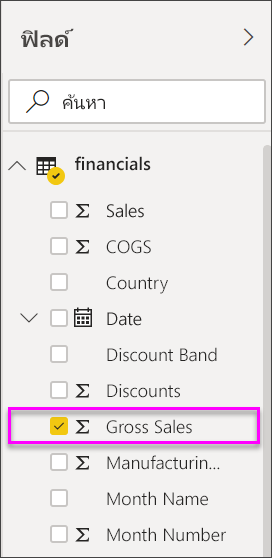 ฟิลด์
ค้นหา
financials
Sales
COGS
Country
Date
Discount Band
Discounts
Gross Sales
Manufacturin...
Month Name
Month Number